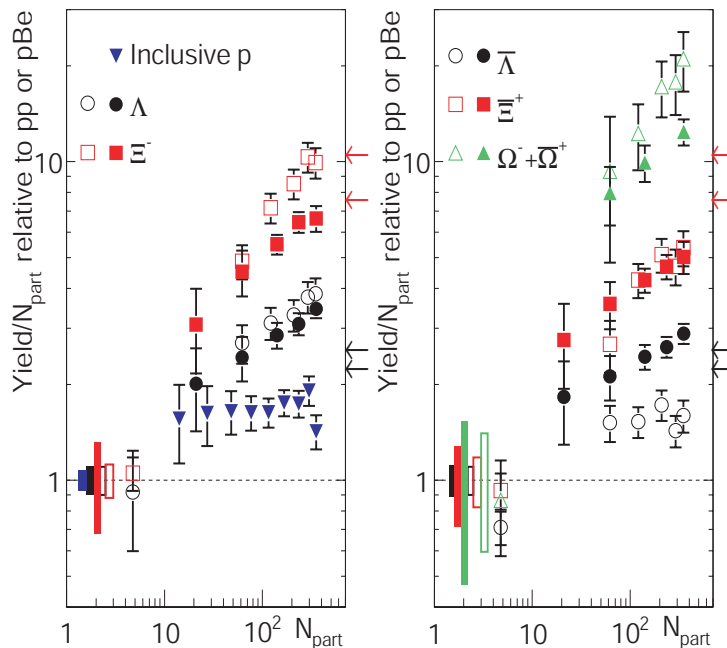 Yield/N_part relative to pp or pBe
10
1
Inclusive p
Λ
Ξ⁻
1
10
10²
N_part
Yield/N_part relative to pp or pBe
10
1
Λ̅
Ξ̅⁺
Ω⁻+Ω̅⁺
1
10
10²
N_part